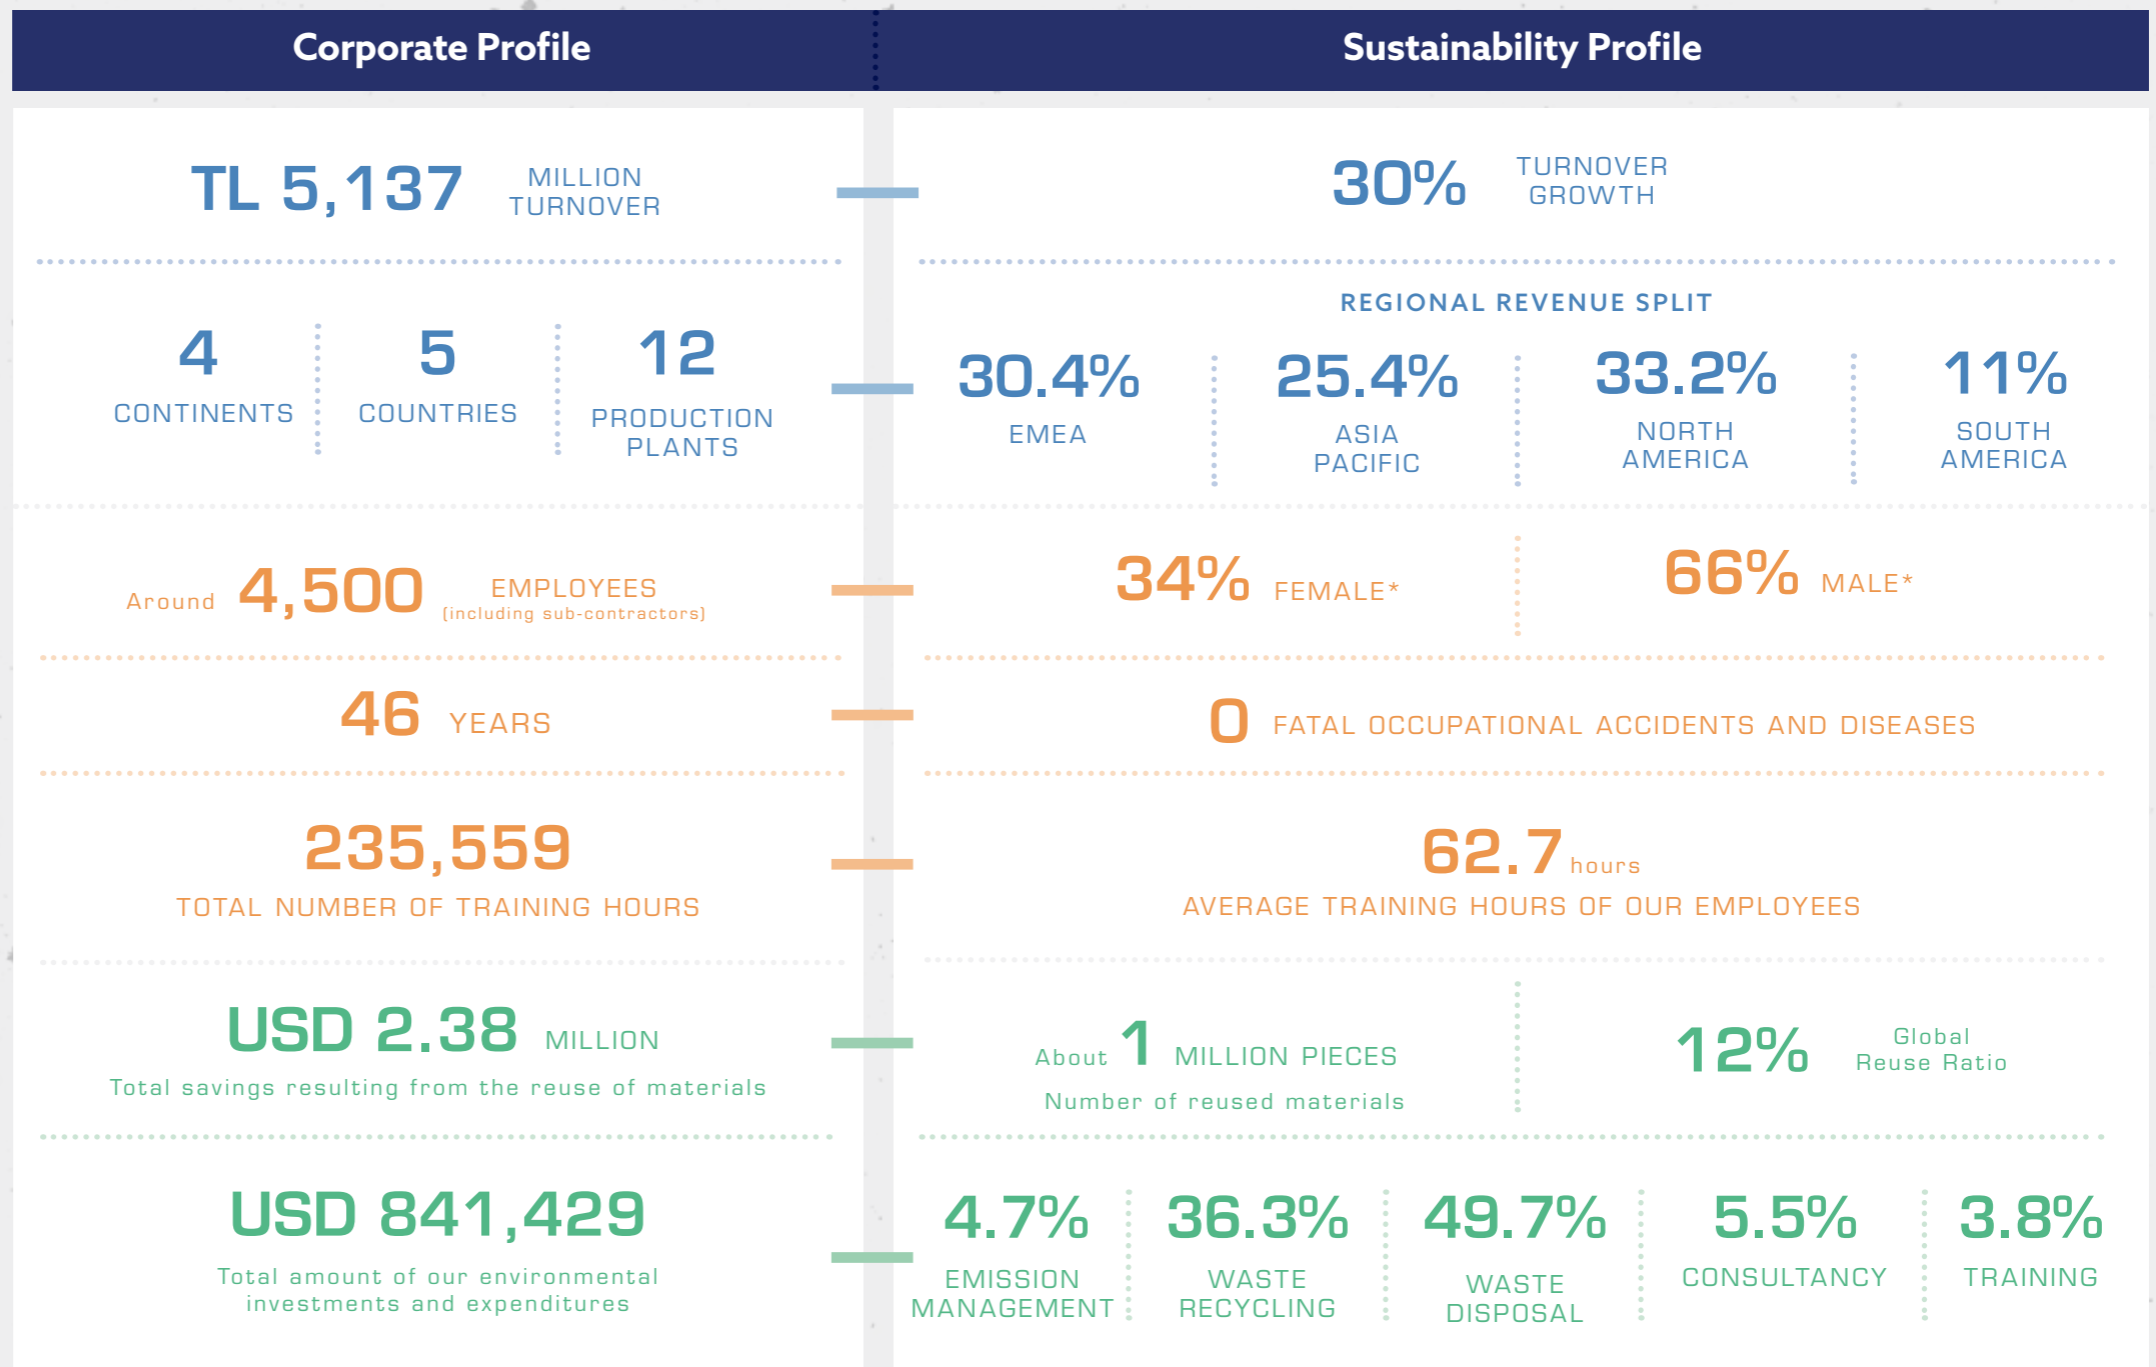 Corporate Profile
Sustainability Profile
TL 5,137 MILLION
TURNOVER
30% TURNOVER
GROWTH
4
CONTINENTS
5
COUNTRIES
12
PRODUCTION
PLANTS
REGIONAL REVENUE SPLIT
30.4%
EMEA
25.4%
ASIA
PACIFIC
33.2%
NORTH
AMERICA
11%
SOUTH
AMERICA
Around 4,500 EMPLOYEES
(including sub-contractors)
34% FEMALE*
66% MALE*
46 YEARS
0 FATAL OCCUPATIONAL ACCIDENTS AND DISEASES
235,559
TOTAL NUMBER OF TRAINING HOURS
62.7 hours
AVERAGE TRAINING HOURS OF OUR EMPLOYEES
USD 2.38 MILLION
Total savings resulting from the reuse of materials
About 1 MILLION PIECES
Number of reused materials
12% Global
Reuse Ratio
USD 841,429
Total amount of our environmental
investments and expenditures
4.7%
EMISSION
MANAGEMENT
36.3%
WASTE
RECYCLING
49.7%
WASTE
DISPOSAL
5.5%
CONSULTANCY
3.8%
TRAINING